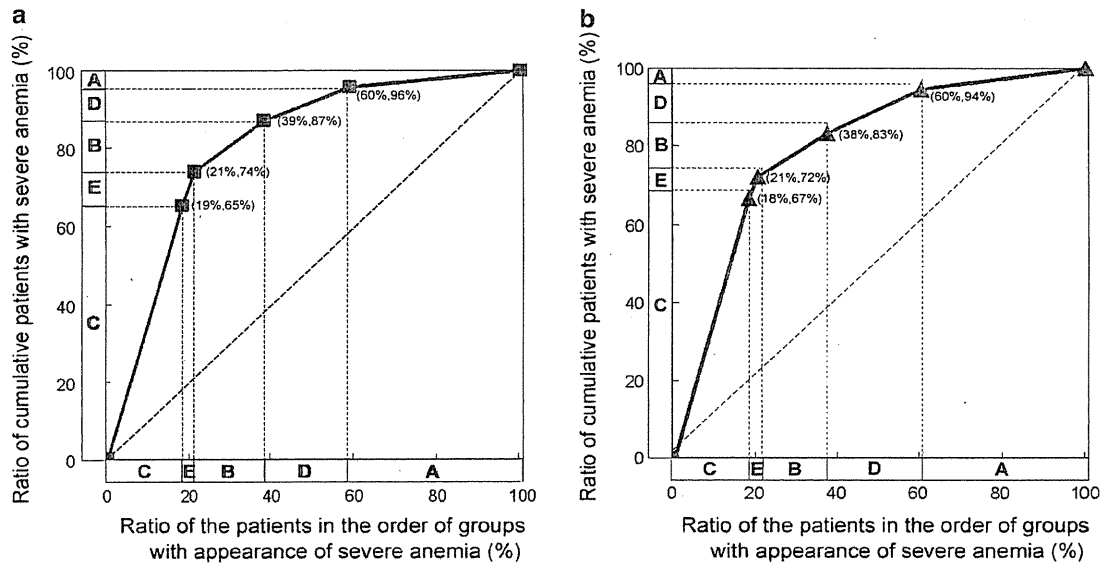 a
Ratio of cumulative patients with severe anemia (%)
100
80
60
40
20
0
A
D
B
E
C
(60%,96%)
(39%,87%)
(21%,74%)
(19%,65%)
C E B D A
0 20 40 60 80 100
Ratio of the patients in the order of groups
with appearance of severe anemia (%)
b
Ratio of cumulative patients with severe anemia (%)
100
80
60
40
20
0
A
D
B
E
C
(60%,94%)
(38%,83%)
(21%,72%)
(18%,67%)
C E B D A
0 20 40 60 80 100
Ratio of the patients in the order of groups
with appearance of severe anemia (%)